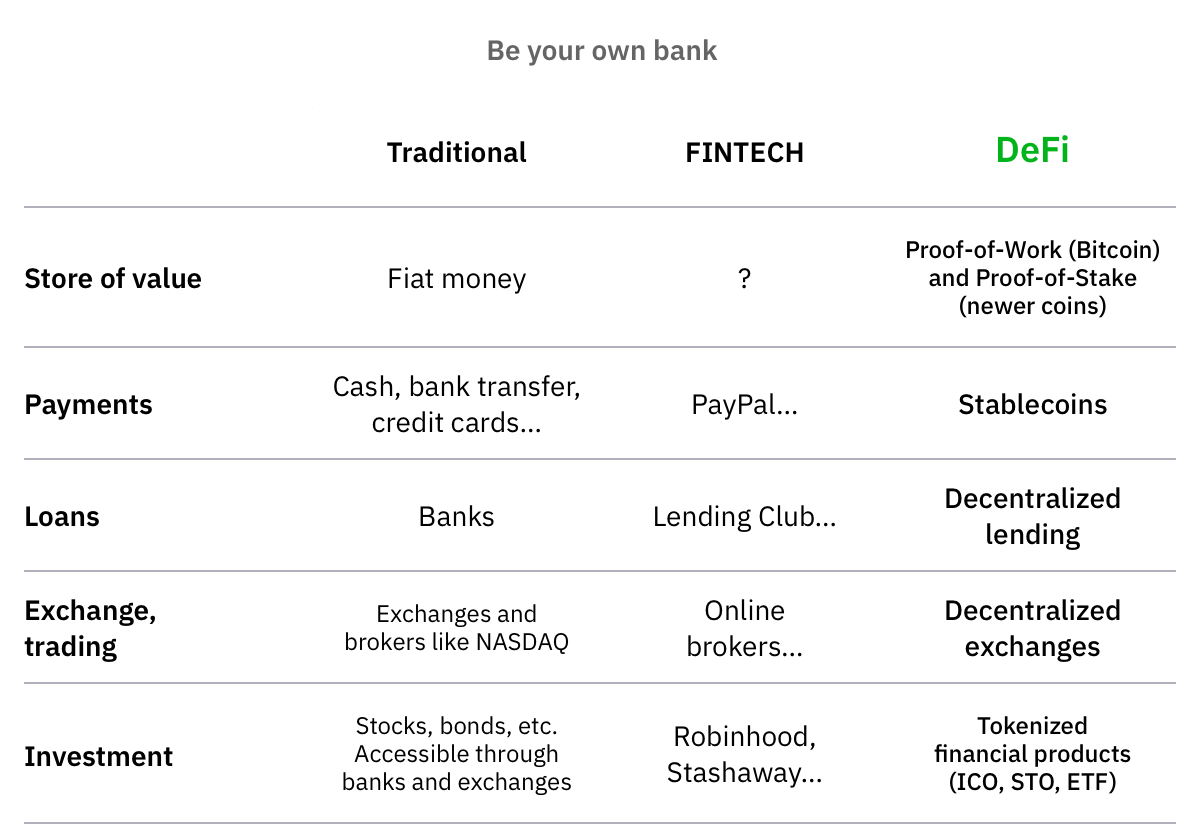 Be your own bank
Traditional FINTECH DeFi
Store of value
Fiat money
?
Proof-of-Work (Bitcoin)
and Proof-of-Stake
(newer coins)
Payments
Cash, bank transfer,
credit cards...
PayPal...
Stablecoins
Loans
Banks
Lending Club...
Decentralized
lending
Exchange,
trading
Exchanges and
brokers like NASDAQ
Online
brokers...
Decentralized
exchanges
Investment
Stocks, bonds, etc.
Accessible through
banks and exchanges
Robinhood,
Stashaway...
Tokenized
financial products
(ICO, STO, ETF)